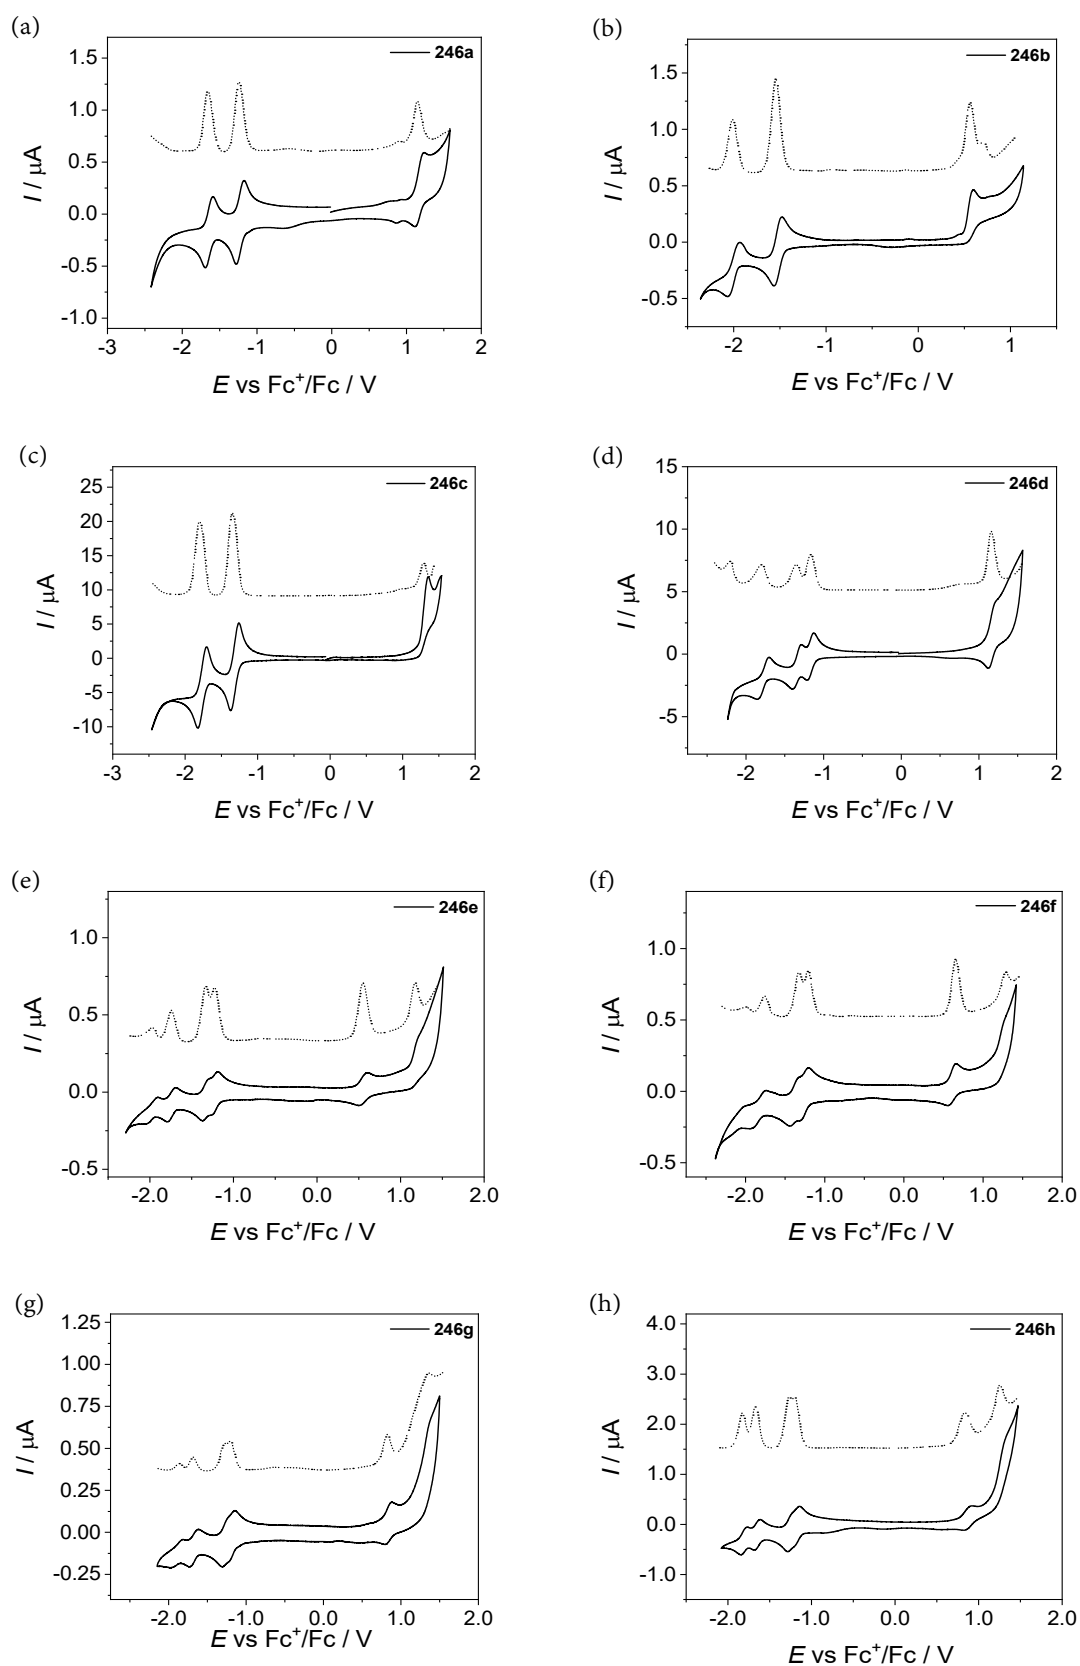 (a)
246a
1.5
1.0
0.5
0.0
-0.5
-1.0
I / μA
-3 -2 -1 0 1 2
E vs Fc⁺/Fc / V
(b)
246b
1.5
1.0
0.5
0.0
-0.5
I / μA
-2 -1 0 1
E vs Fc⁺/Fc / V
(c)
246c
25
20
15
10
5
0
-5
-10
I / μA
-3 -2 -1 0 1 2
E vs Fc⁺/Fc / V
(d)
246d
15
10
5
0
-5
I / μA
-2 -1 0 1 2
E vs Fc⁺/Fc / V
(e)
246e
1.0
0.5
0.0
-0.5
I / μA
-2.0 -1.0 0.0 1.0 2.0
E vs Fc⁺/Fc / V
(f)
246f
1.0
0.5
0.0
-0.5
I / μA
-2.0 -1.0 0.0 1.0 2.0
E vs Fc⁺/Fc / V
(g)
246g
1.25
1.00
0.75
0.50
0.25
0.00
-0.25
I / μA
-2.0 -1.0 0.0 1.0 2.0
E vs Fc⁺/Fc / V
(h)
246h
4.0
3.0
2.0
1.0
0.0
-1.0
I / μA
-2.0 -1.0 0.0 1.0 2.0
E vs Fc⁺/Fc / V